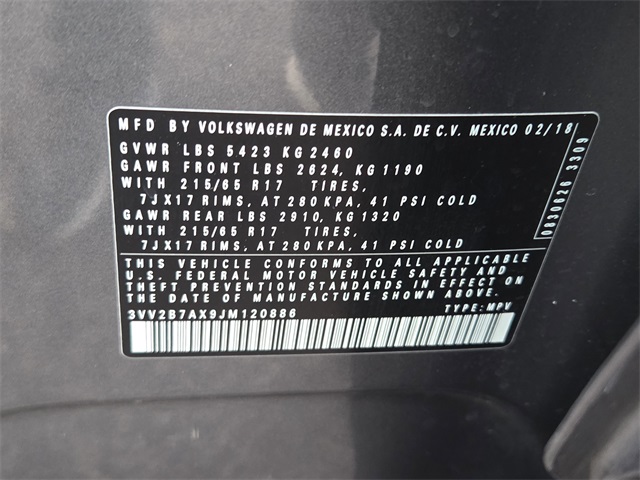 MFD BY VOLKSWAGEN DE MEXICO S.A. DE C.V. MEXICO 02/18
GVWR LBS 5423 KG 2460
GAWR FRONT LBS 2624, KG 1190
WITH 215/65 R17 TIRES,
7JX17 RIMS, AT 280 KPA, 41 PSI COLD
GAWR REAR LBS 2910, KG 1320
WITH 215/65 R17 TIRES,
7JX17 RIMS, AT 280 KPA, 41 PSI COLD
0830626 3309
THIS VEHICLE CONFORMS TO ALL APPLICABLE
U.S. FEDERAL MOTOR VEHICLE SAFETY AND
THEFT PREVENTION STANDARDS IN EFFECT ON
THE DATE OF MANUFACTURE SHOWN ABOVE.
3VV2B7AX9JM120886 TYPE: MPV